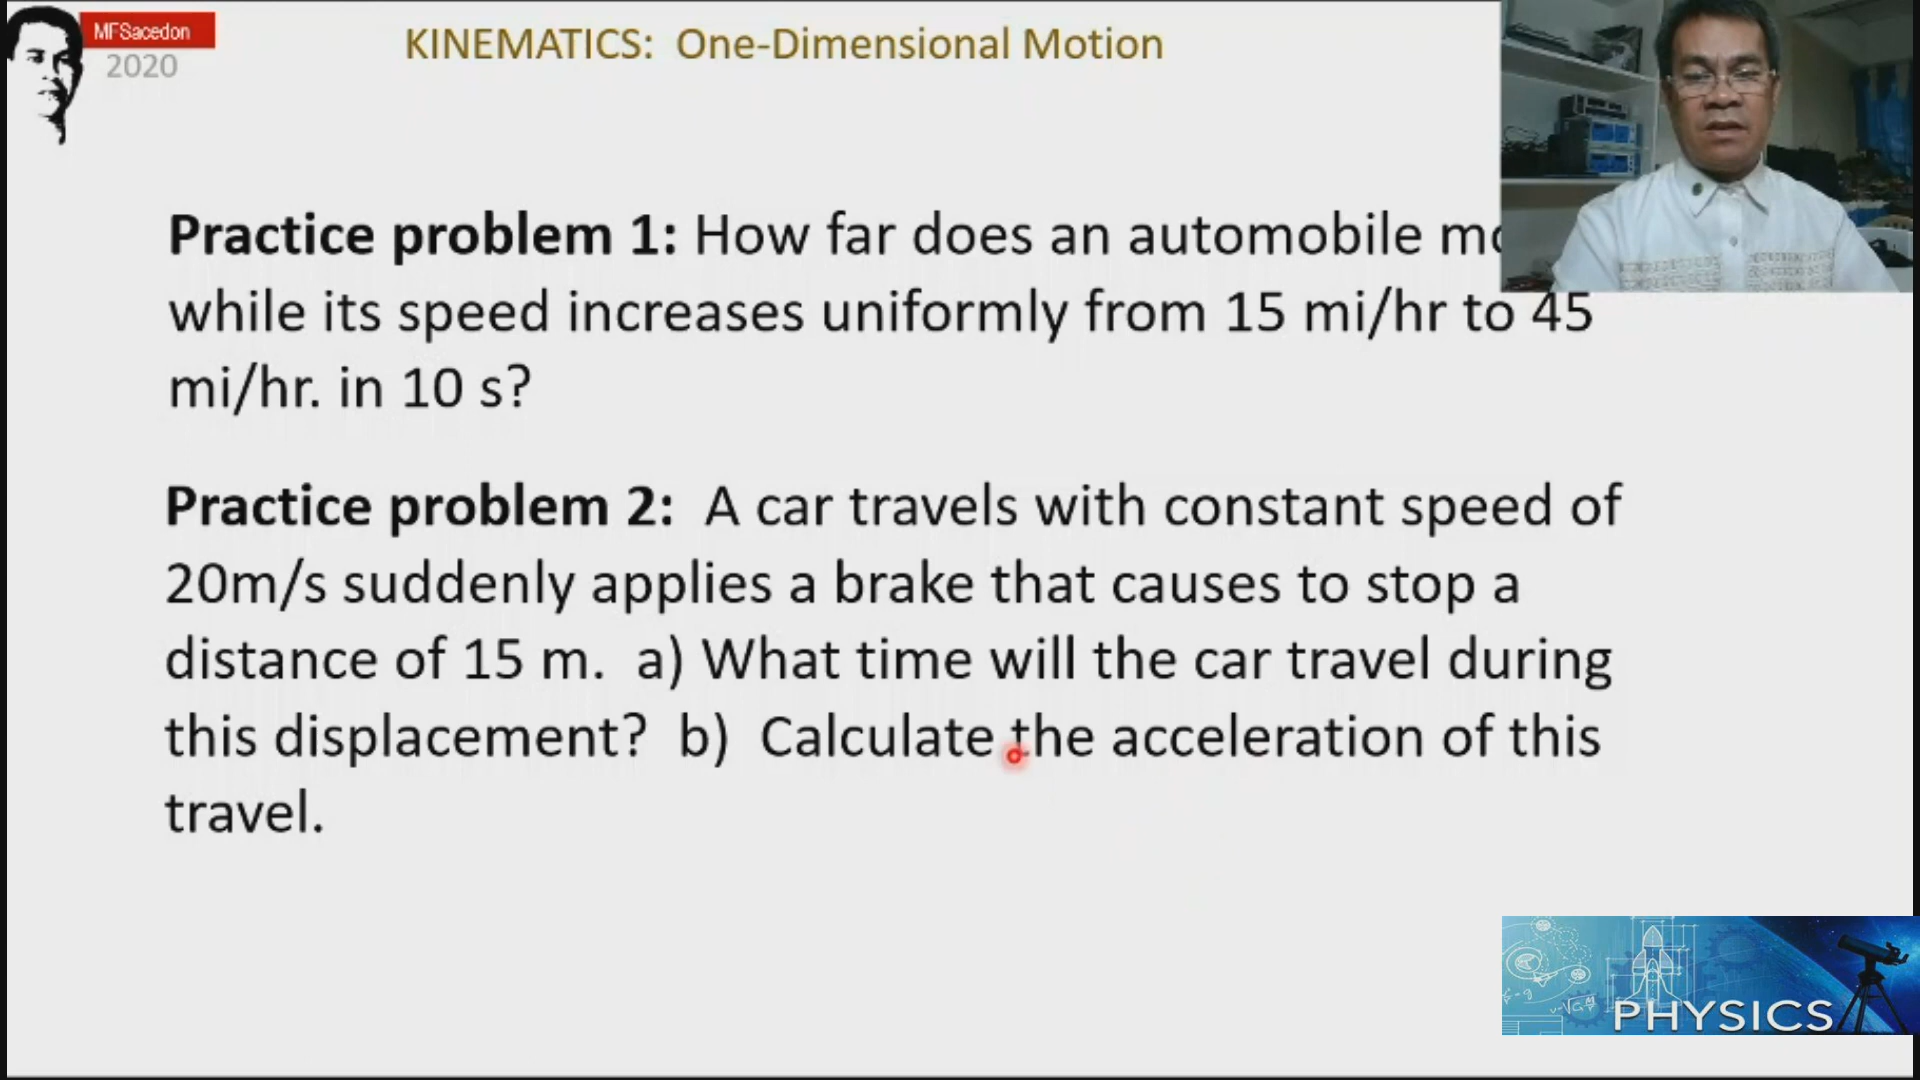 MFSacedon
2020
KINEMATICS: One-Dimensional Motion
Practice problem 1: How far does an automobile
while its speed increases uniformly from 15 mi/hr to 45
mi/hr. in 10 s?
Practice problem 2: A car travels with constant speed of
20m/s suddenly applies a brake that causes to stop a
distance of 15 m. a) What time will the car travel during
this displacement? b) Calculate the acceleration of this
travel.
PHYSICS